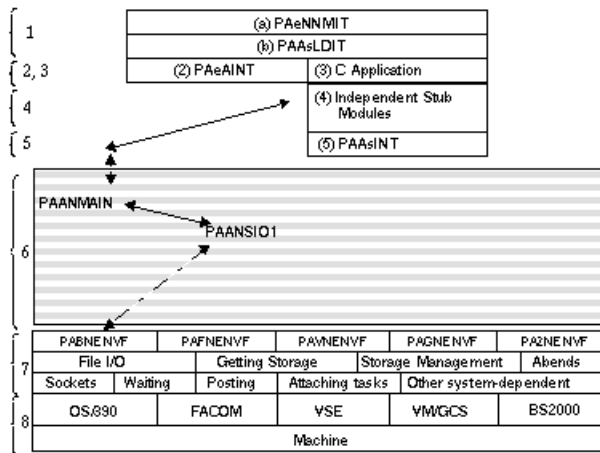 1
(a) PAeNNMIT
(b) PAAsLDIT
2, 3
(2) PAeAINT
(3) C Application
4
(4) Independent Stub
Modules
5
(5) PAAsINT
6
PAANMAIN
PAANSIO1
7
PABNENVF PAFNENVF PAVNENVF PAGNENVF PA2NENVF
File I/O Getting Storage Storage Management Abends
Sockets Waiting Posting Attaching tasks Other system-dependent
8
OS/390 FACOM VSE VM/GCS BS2000
Machine